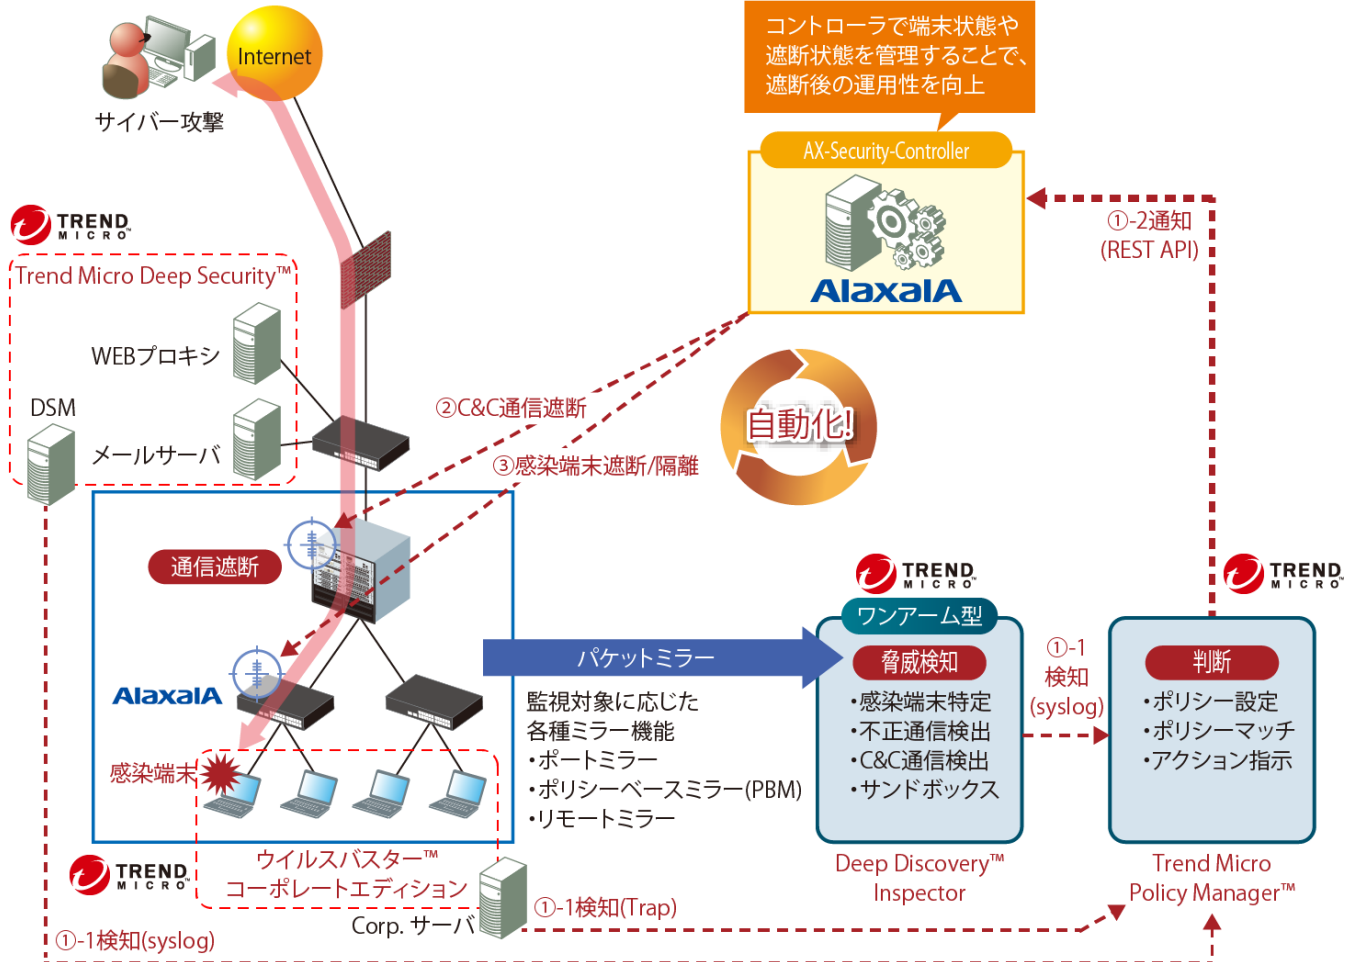 コントローラで端末状態や
遮断状態を管理することで、
遮断後の運用性を向上
Internet
サイバー攻撃
AX-Security-Controller
AlaxalA
①-2通知
(REST API)
TREND
MICRO™
Trend Micro Deep Security™
WEBプロキシ
DSM
メールサーバ
②C&C通信遮断
③感染端末遮断/隔離
自動化!
通信遮断
AlaxalA
感染端末
パケットミラー
監視対象に応じた
各種ミラー機能
・ポートミラー
・ポリシーベースミラー(PBM)
・リモートミラー
TREND
MICRO™
ワンアーム型
脅威検知
・感染端末特定
・不正通信検出
・C&C通信検出
・サンドボックス
Deep Discovery™
Inspector
①-1
検知
(syslog)
TREND
MICRO™
判断
・ポリシー設定
・ポリシーマッチ
・アクション指示
Trend Micro
Policy Manager™
TREND
MICRO™
ウイルスバスター™
コーポレートエディション
Corp. サーバ
①-1検知(Trap)
①-1検知(syslog)